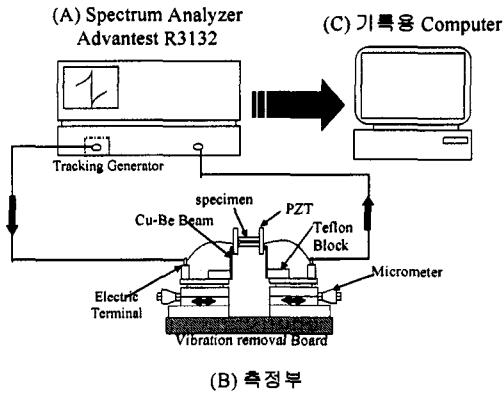 (A) Spectrum Analyzer
Advantest R3132
(C) 기록용 Computer
Tracking Generator
specimen
PZT
Cu-Be Beam
Teflon
Block
Electric
Terminal
Micrometer
Vibration removal Board
(B) 측정부